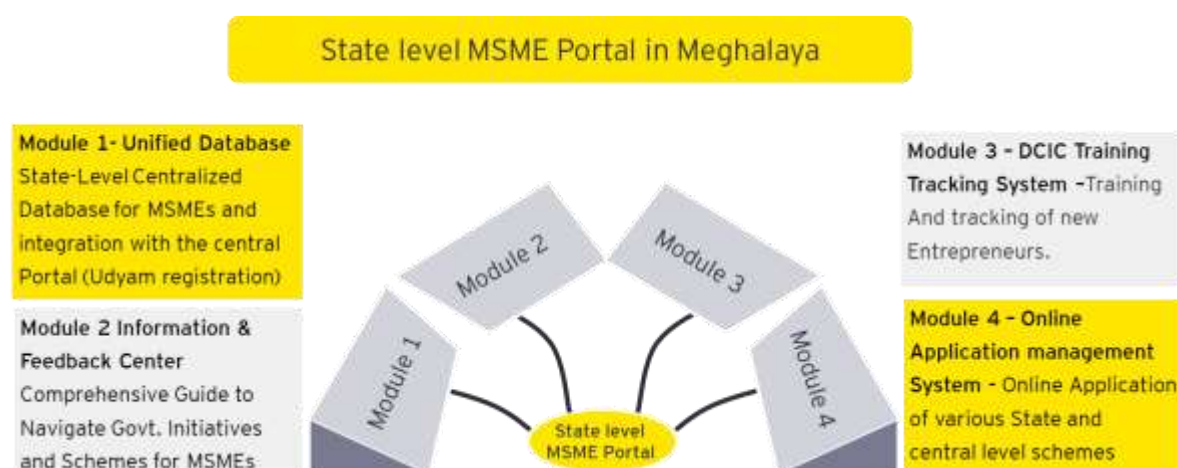 State level MSME Portal in Meghalaya
Module 1- Unified Database
State-Level Centralized
Database for MSMEs and
integration with the central
Portal (Udyam registration)
Module 2 Information &
Feedback Center
Comprehensive Guide to
Navigate Govt. Initiatives
and Schemes for MSMEs
Module 1
Module 2
Module 3
Module 4
State level
MSME Portal
Module 3 – DCIC Training
Tracking System –Training
And tracking of new
Entrepreneurs.
Module 4 – Online
Application management
System - Online Application
of various State and
central level schemes